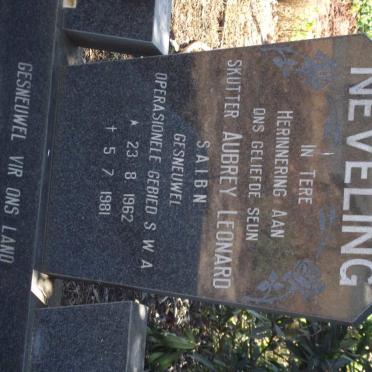 NEVELING
IN TERE
HERINNERING AAN
ONS GELIEFDE SEUN
SKUTTER AUBREY LEONARD
S A I B N
GESNEUWEL
OPERASIONELE GEBIED S W A
★ 23 8 1962
✝ 5 7 1981
GESNEUWEL VIR ONS LAND